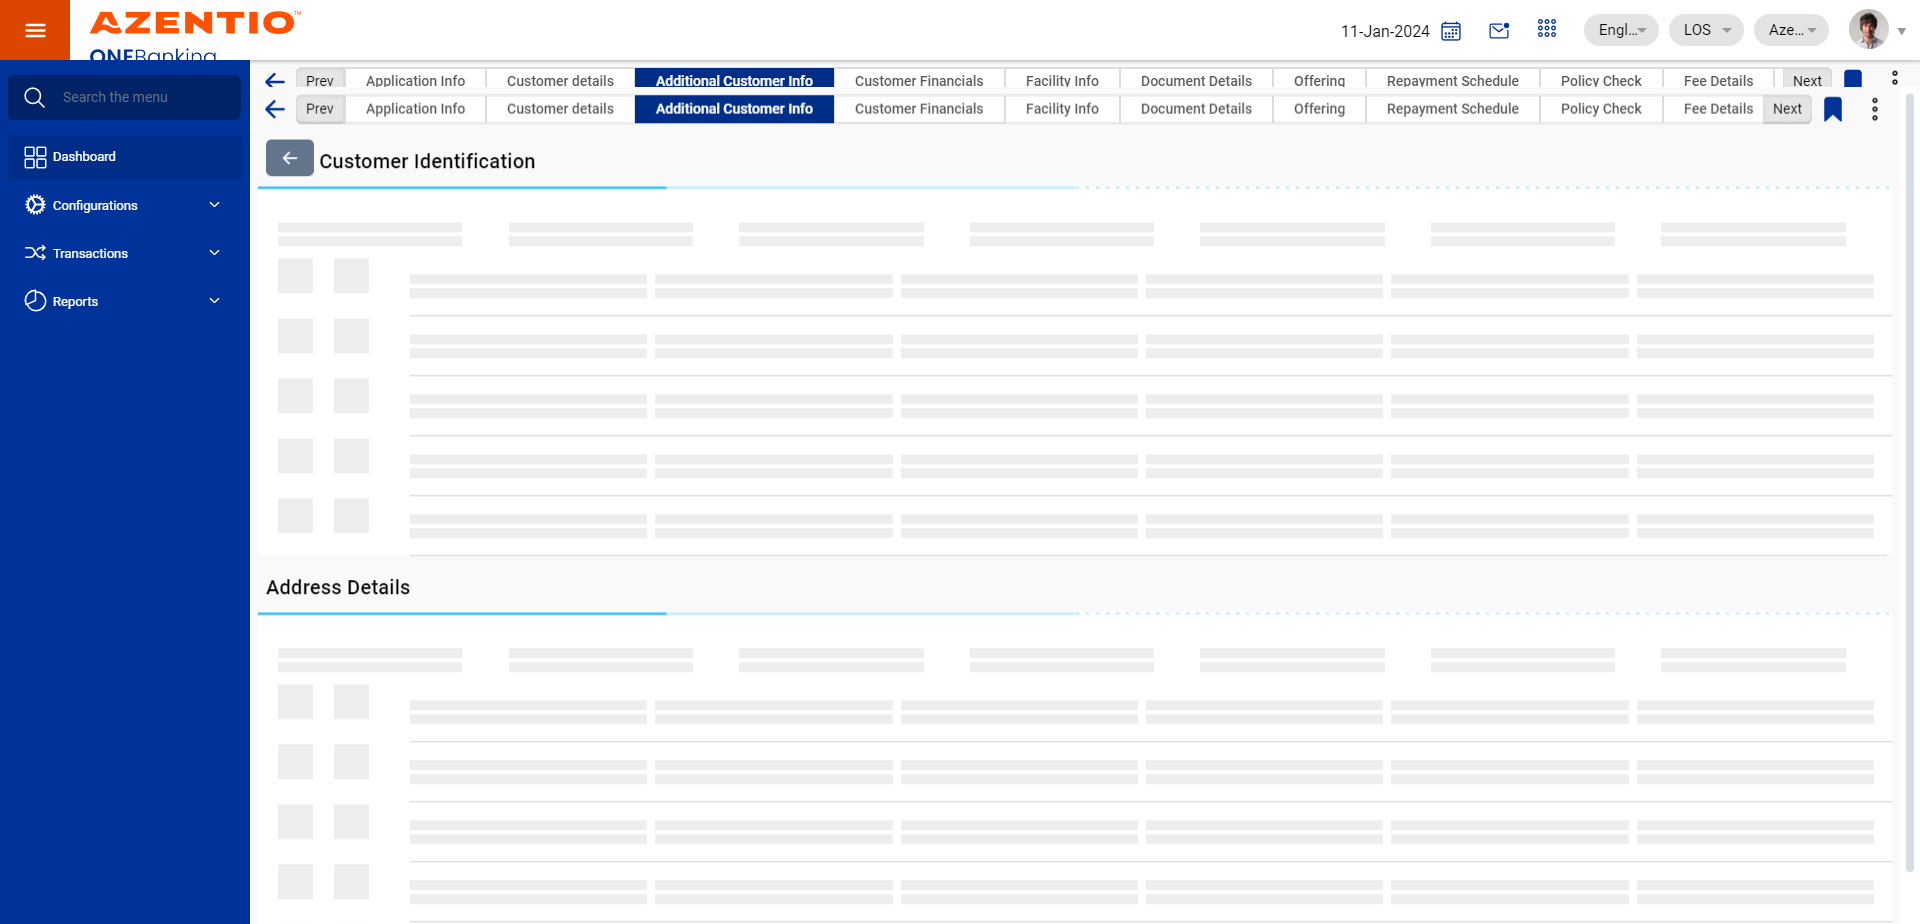 AZENTIO™
ONEBanking
11-Jan-2024
Engl...
LOS
Aze...
Search the menu
Dashboard
Configurations
Transactions
Reports
Prev Application Info Customer details Additional Customer Info Customer Financials Facility Info Document Details Offering Repayment Schedule Policy Check Fee Details Next
Prev Application Info Customer details Additional Customer Info Customer Financials Facility Info Document Details Offering Repayment Schedule Policy Check Fee Details Next
Customer Identification
Address Details